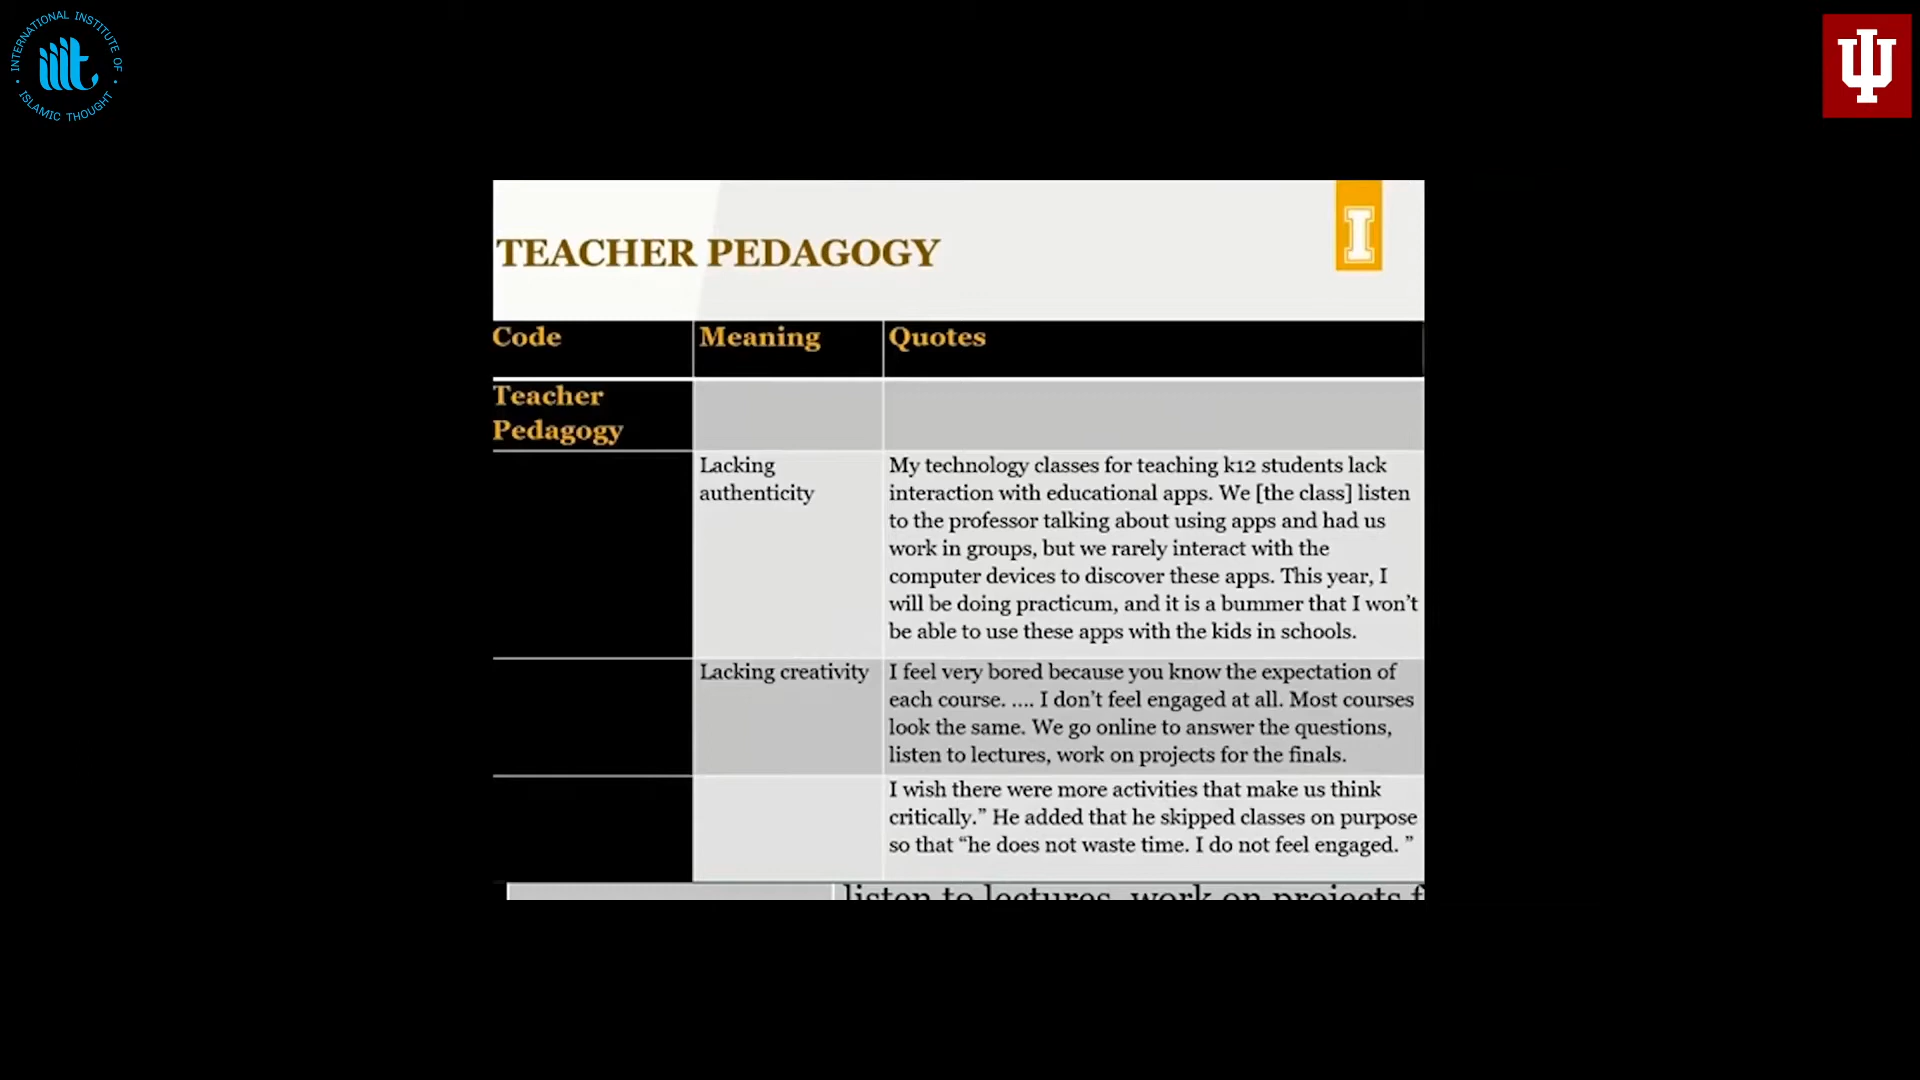 INTERNATIONAL INSTITUTE OF
ISLAMIC THOUGHT
iiit
TEACHER PEDAGOGY
Code Meaning Quotes
Teacher
Pedagogy
Lacking
authenticity
My technology classes for teaching k12 students lack
interaction with educational apps. We [the class] listen
to the professor talking about using apps and had us
work in groups, but we rarely interact with the
computer devices to discover these apps. This year, I
will be doing practicum, and it is a bummer that I won’t
be able to use these apps with the kids in schools.
Lacking creativity
I feel very bored because you know the expectation of
each course. .... I don’t feel engaged at all. Most courses
look the same. We go online to answer the questions,
listen to lectures, work on projects for the finals.
I wish there were more activities that make us think
critically.” He added that he skipped classes on purpose
so that “he does not waste time. I do not feel engaged. ”
listen to lectures, work on projects f